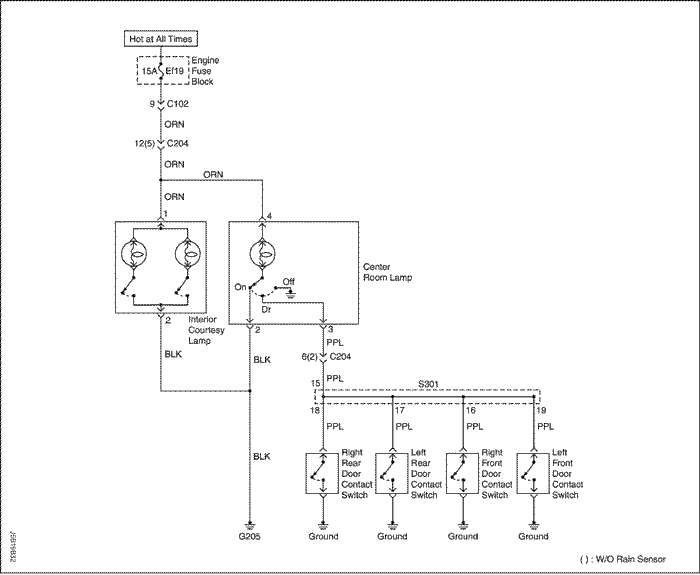 Hot at All Times
15A Ef19
Engine
Fuse
Block
9 C102
ORN
12(5) C204
ORN
ORN
ORN
1
4
Center
Room Lamp
On
Off
Dr
2
Interior
Courtesy
Lamp
2
3
BLK
BLK
PPL
6(2) C204
PPL
15
S301
18
17
16
19
PPL
PPL
PPL
PPL
BLK
Right
Rear
Door
Contact
Switch
Left
Rear
Door
Contact
Switch
Right
Front
Door
Contact
Switch
Left
Front
Door
Contact
Switch
G205
Ground
Ground
Ground
Ground
J5B19B32
( ) : W/O Rain Sensor